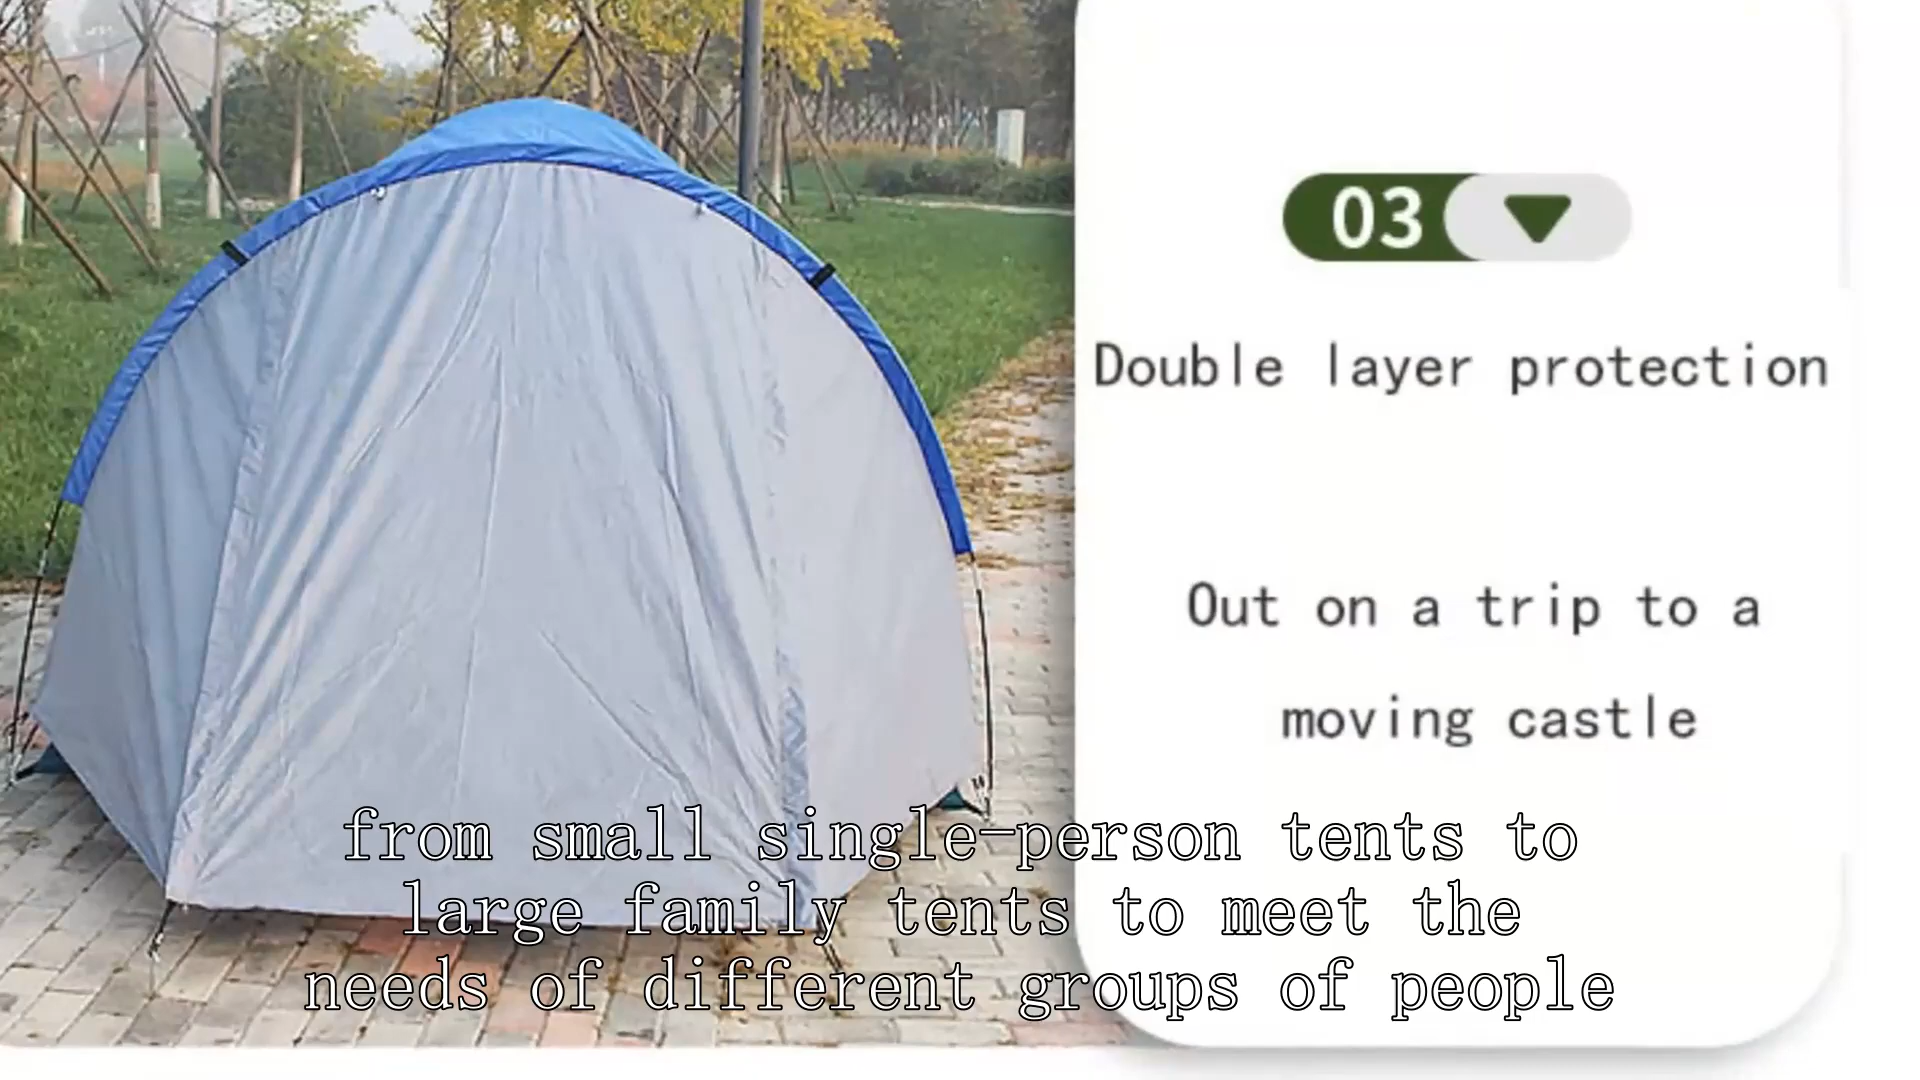 03
Double layer protection
Out on a trip to a
moving castle
from small single-person tents to
large family tents to meet the
needs of different groups of people